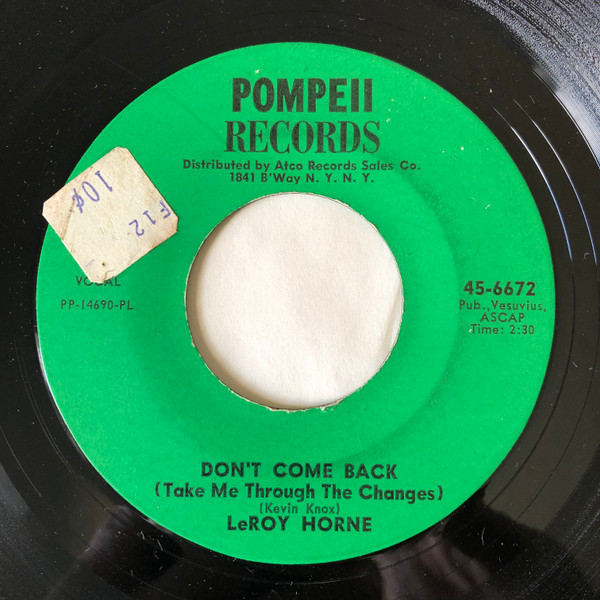 POMPEII
RECORDS
Distributed by Atco Records Sales Co.
1841 B'Way N. Y. N. Y.
10¢
F12
VOCAL
PP-14690-PL
45-6672
Pub., Vesuvius,
ASCAP
Time: 2:30
DON'T COME BACK
(Take Me Through The Changes)
(Kevin Knox)
LeROY HORNE